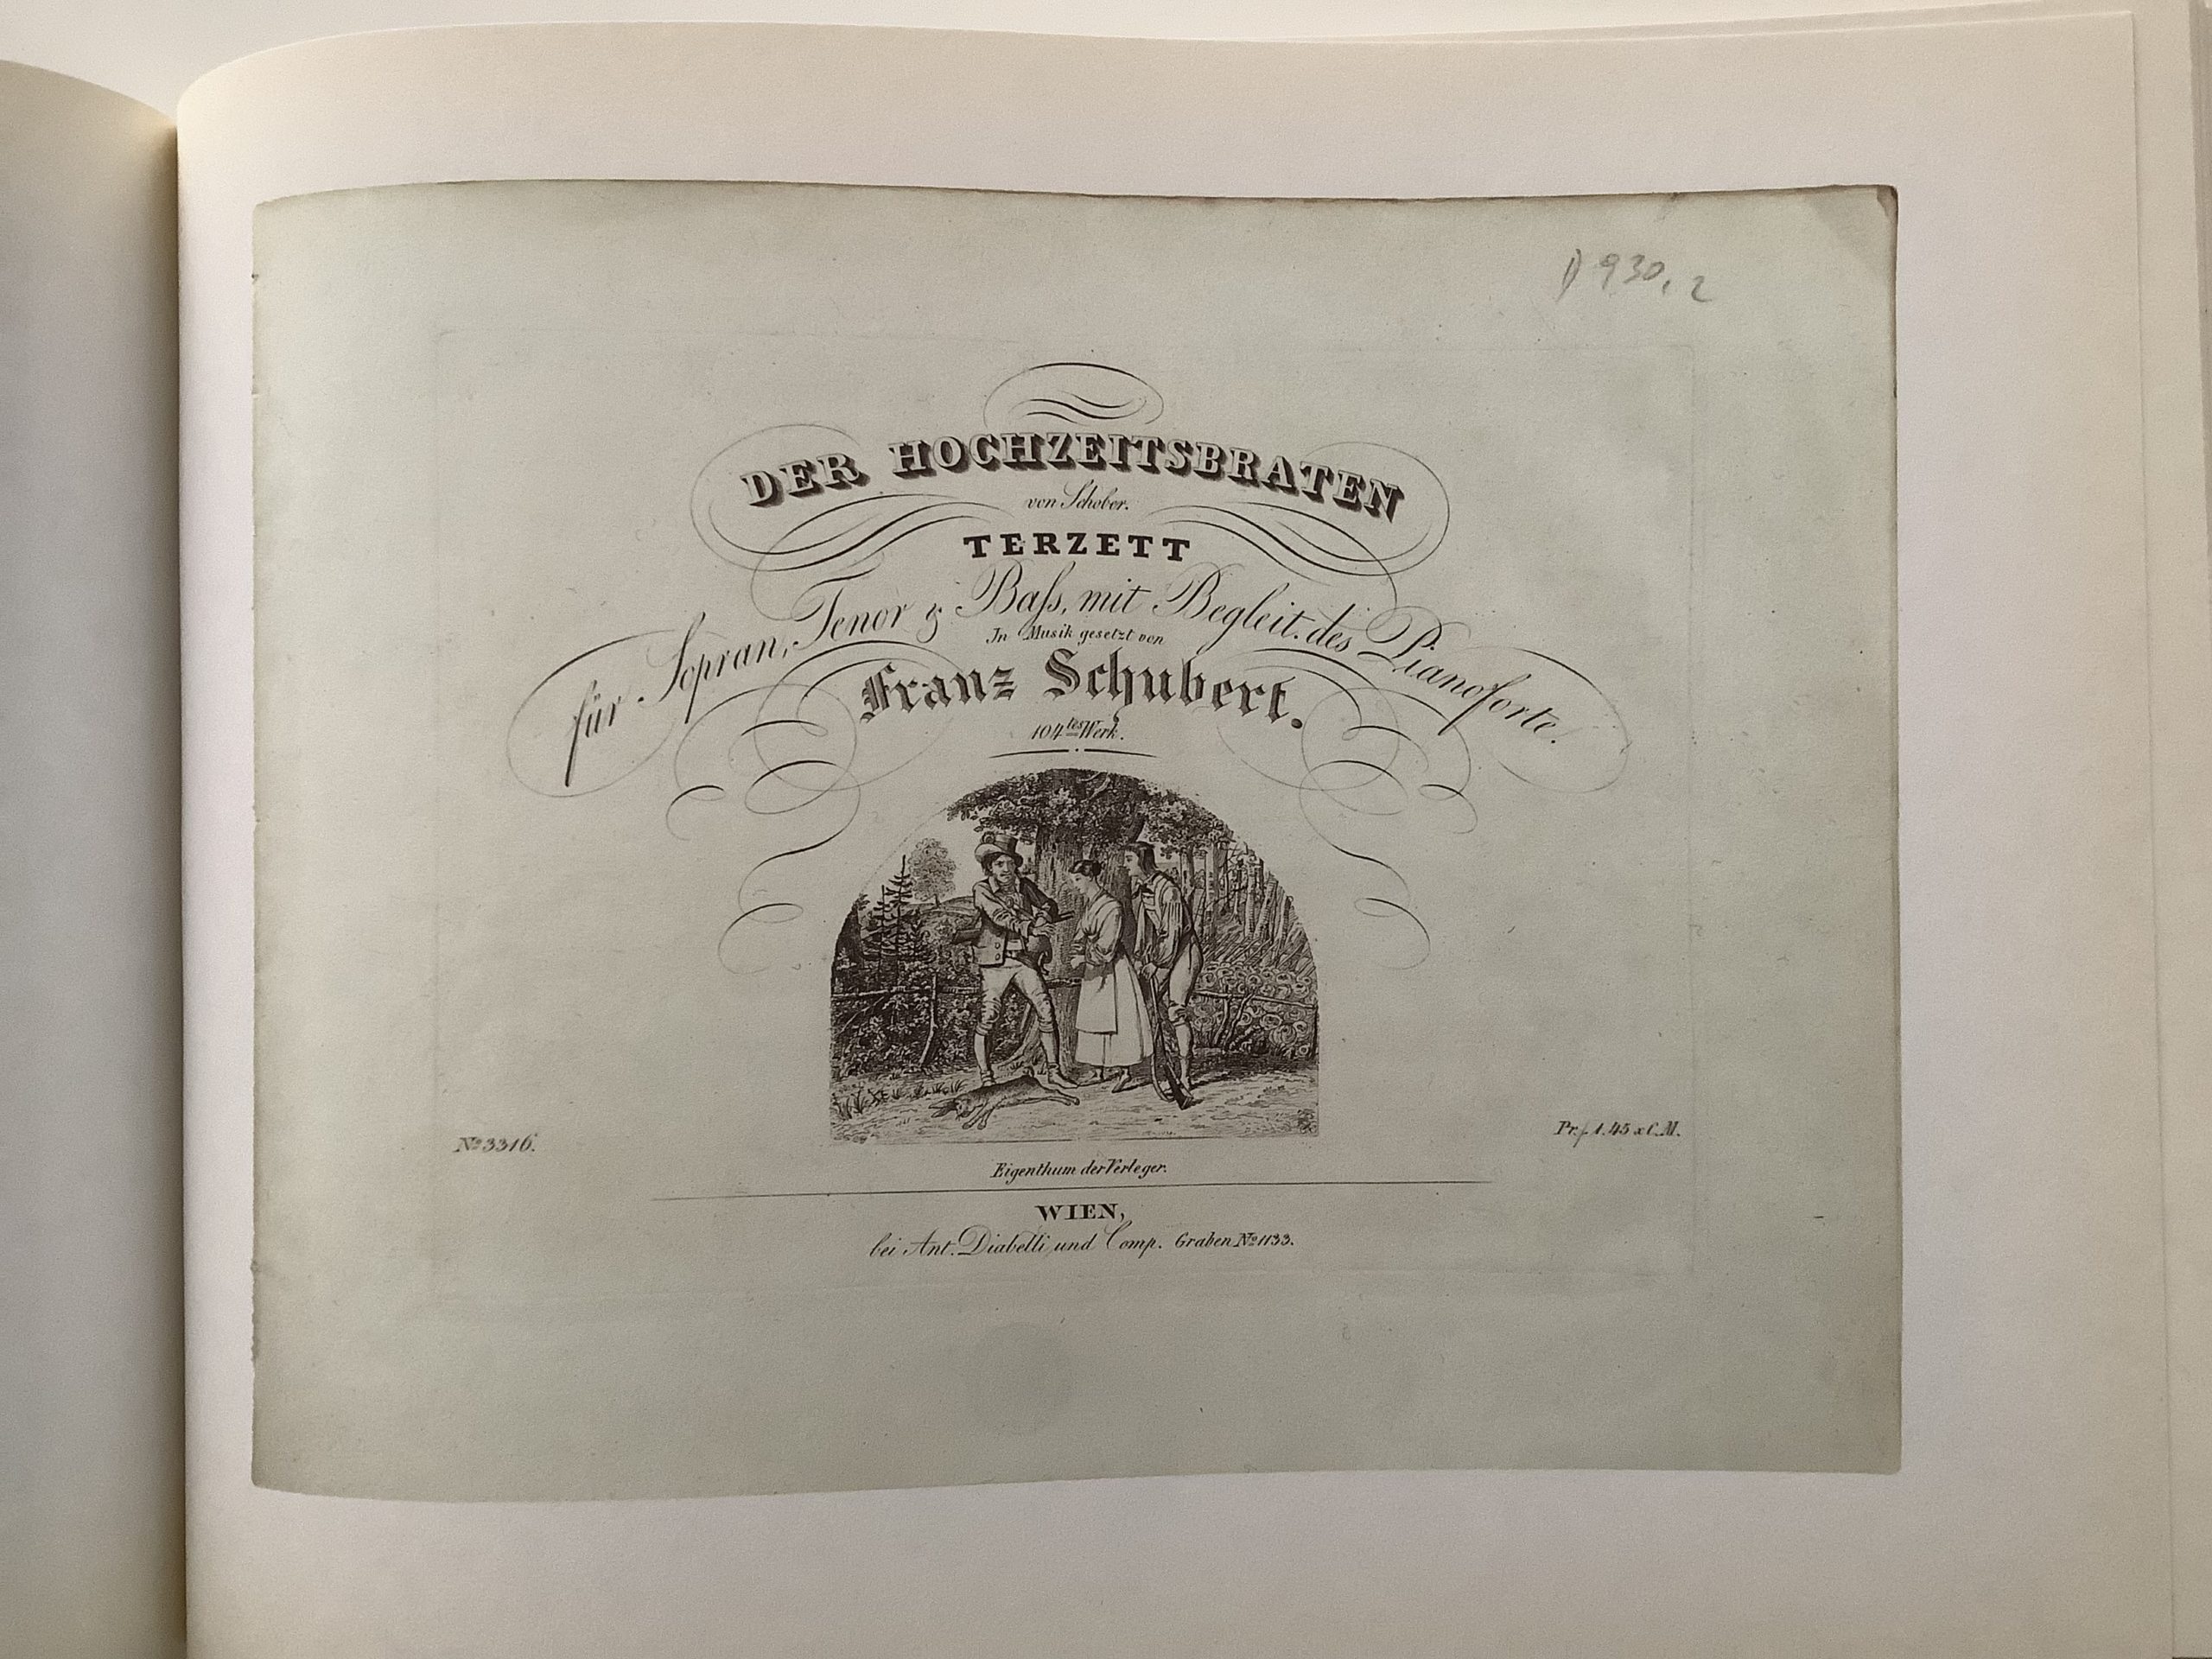 D 930, 2
DER HOCHZEITSBRATEN
von Schober.
TERZETT
für Sopran, Tenor & Baſs, mit Begleit. des Pianoforte.
In Musik gesetzt von
Franz Schubert.
104tes Werk.
No 3316.
Pr. f. 1.45 x C.M.
Eigenthum der Verleger.
WIEN,
bei Ant. Diabelli und Comp. Graben No 1133.